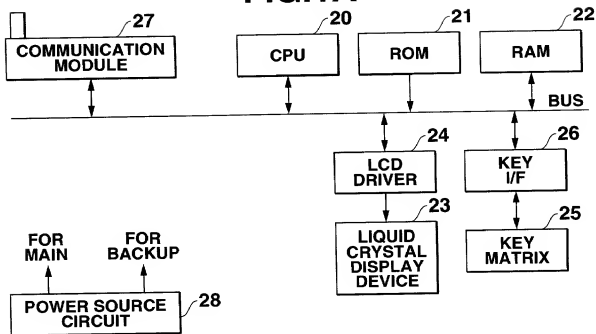 27
COMMUNICATION
MODULE
20
CPU
21
ROM
22
RAM
BUS
24
LCD
DRIVER
26
KEY
I/F
23
LIQUID
CRYSTAL
DISPLAY
DEVICE
25
KEY
MATRIX
FOR
MAIN
FOR
BACKUP
POWER SOURCE
CIRCUIT
28